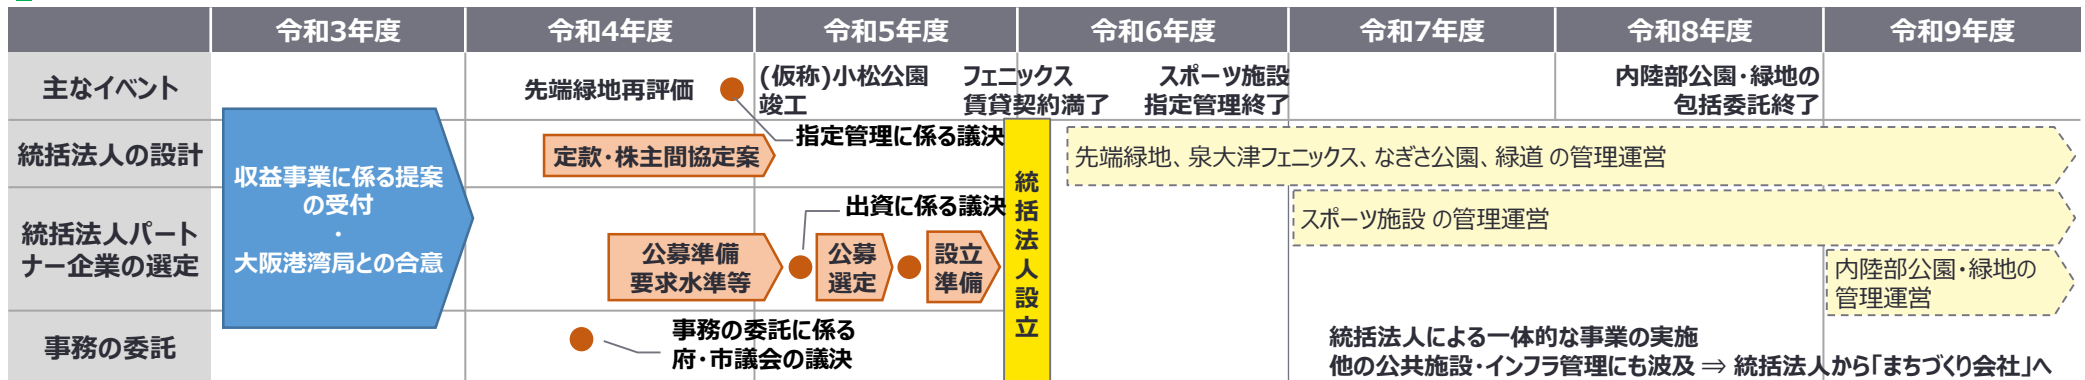 令和3年度
令和4年度
令和5年度
令和6年度
令和7年度
令和8年度
令和9年度
主なイベント
先端緑地再評価
(仮称)小松公園
竣工
フェニックス
賃貸契約満了
スポーツ施設
指定管理終了
内陸部公園・緑地の
包括委託終了
指定管理に係る議決
統括法人の設計
収益事業に係る提案
の受付
・
大阪港湾局との合意
定款・株主間協定案
統括法人設立
先端緑地、泉大津フェニックス、なぎさ公園、緑道 の管理運営
統括法人パート
ナー企業の選定
出資に係る議決
公募準備
要求水準等
公募
選定
設立
準備
スポーツ施設 の管理運営
内陸部公園・緑地の
管理運営
事務の委託
事務の委託に係る
府・市議会の議決
統括法人による一体的な事業の実施
他の公共施設・インフラ管理にも波及 ⇒ 統括法人から「まちづくり会社」へ